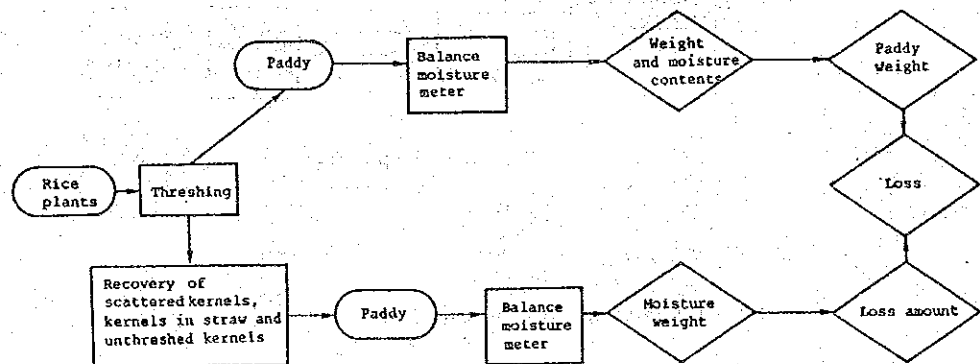 Paddy
Balance
moisture
meter
Weight
and moisture
contents
Paddy
Weight
Rice
plants
Threshing
Loss
Recovery of
scattered kernels,
kernels in straw and
unthreshed kernels
Paddy
Balance
moisture
meter
Moisture
weight
Loss amount